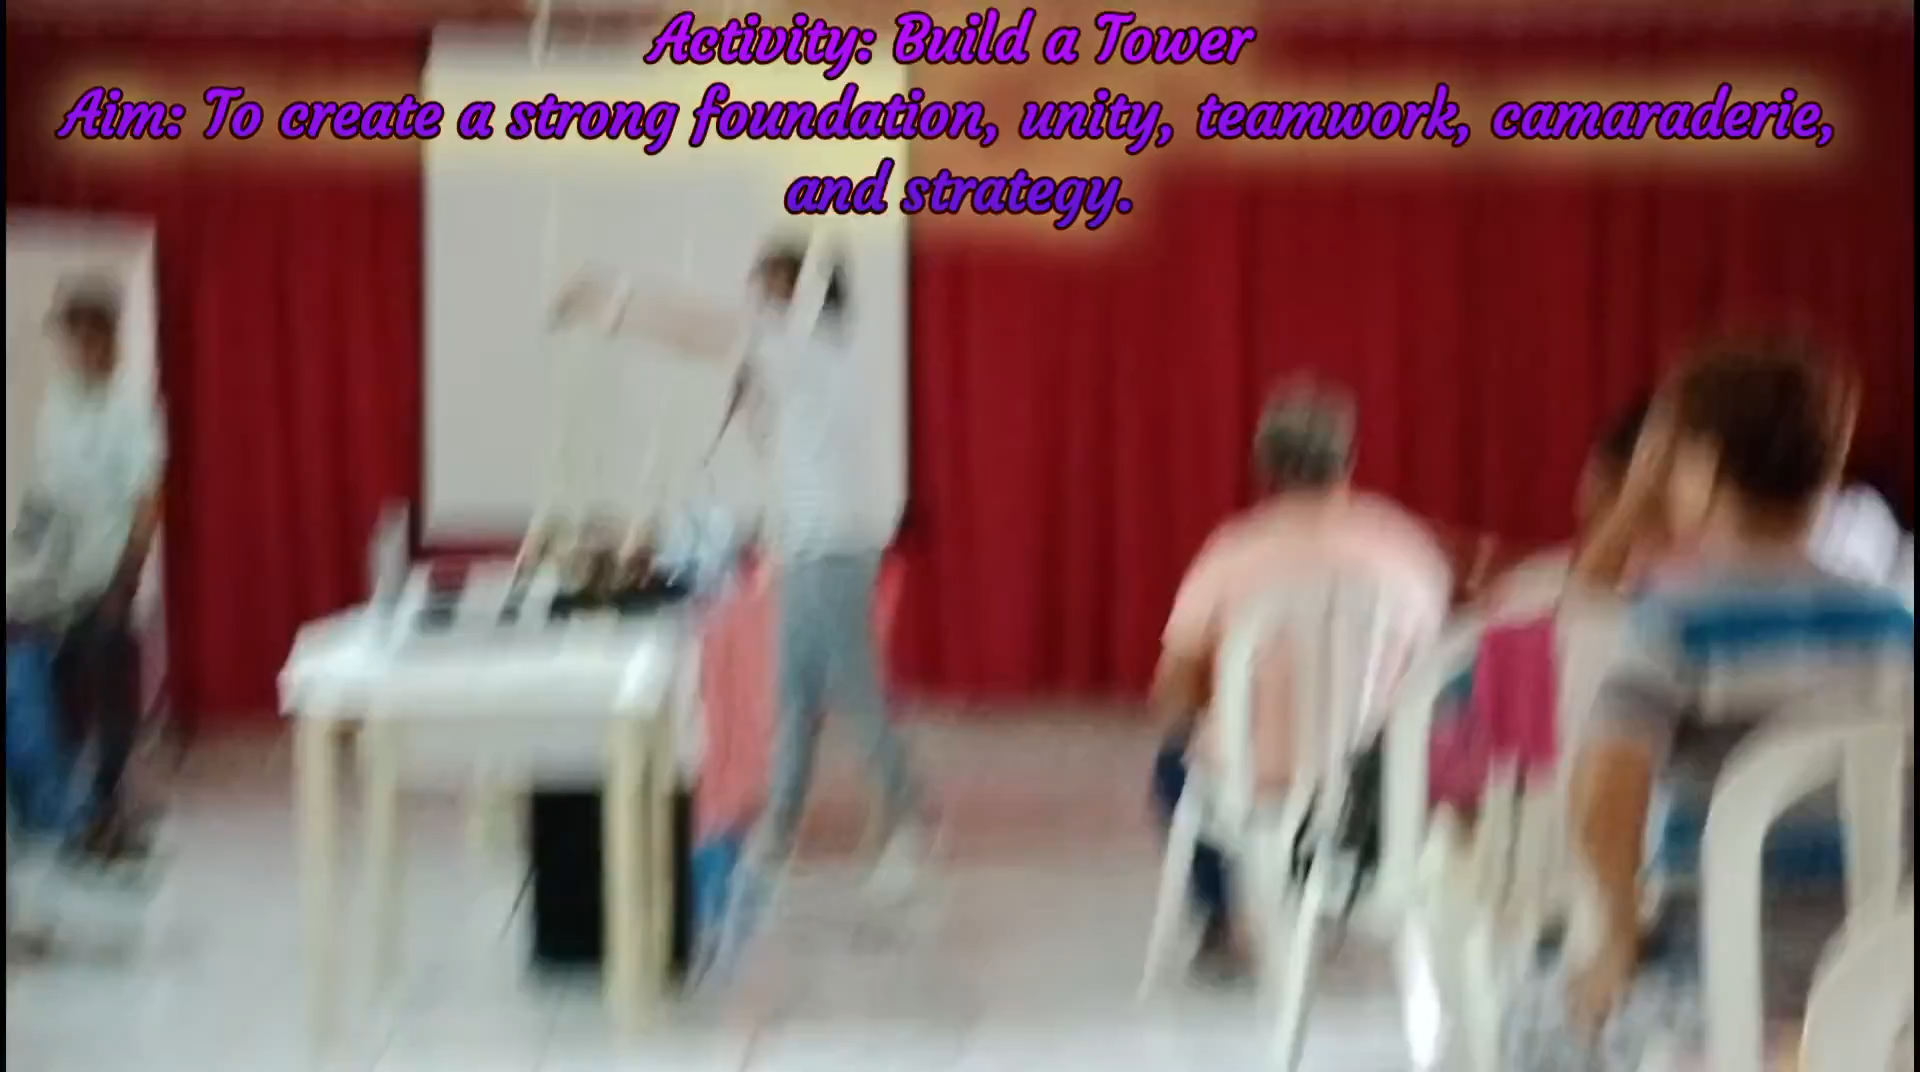 Activity: Build a Tower
Aim: To create a strong foundation, unity, teamwork, camaraderie,
and strategy.